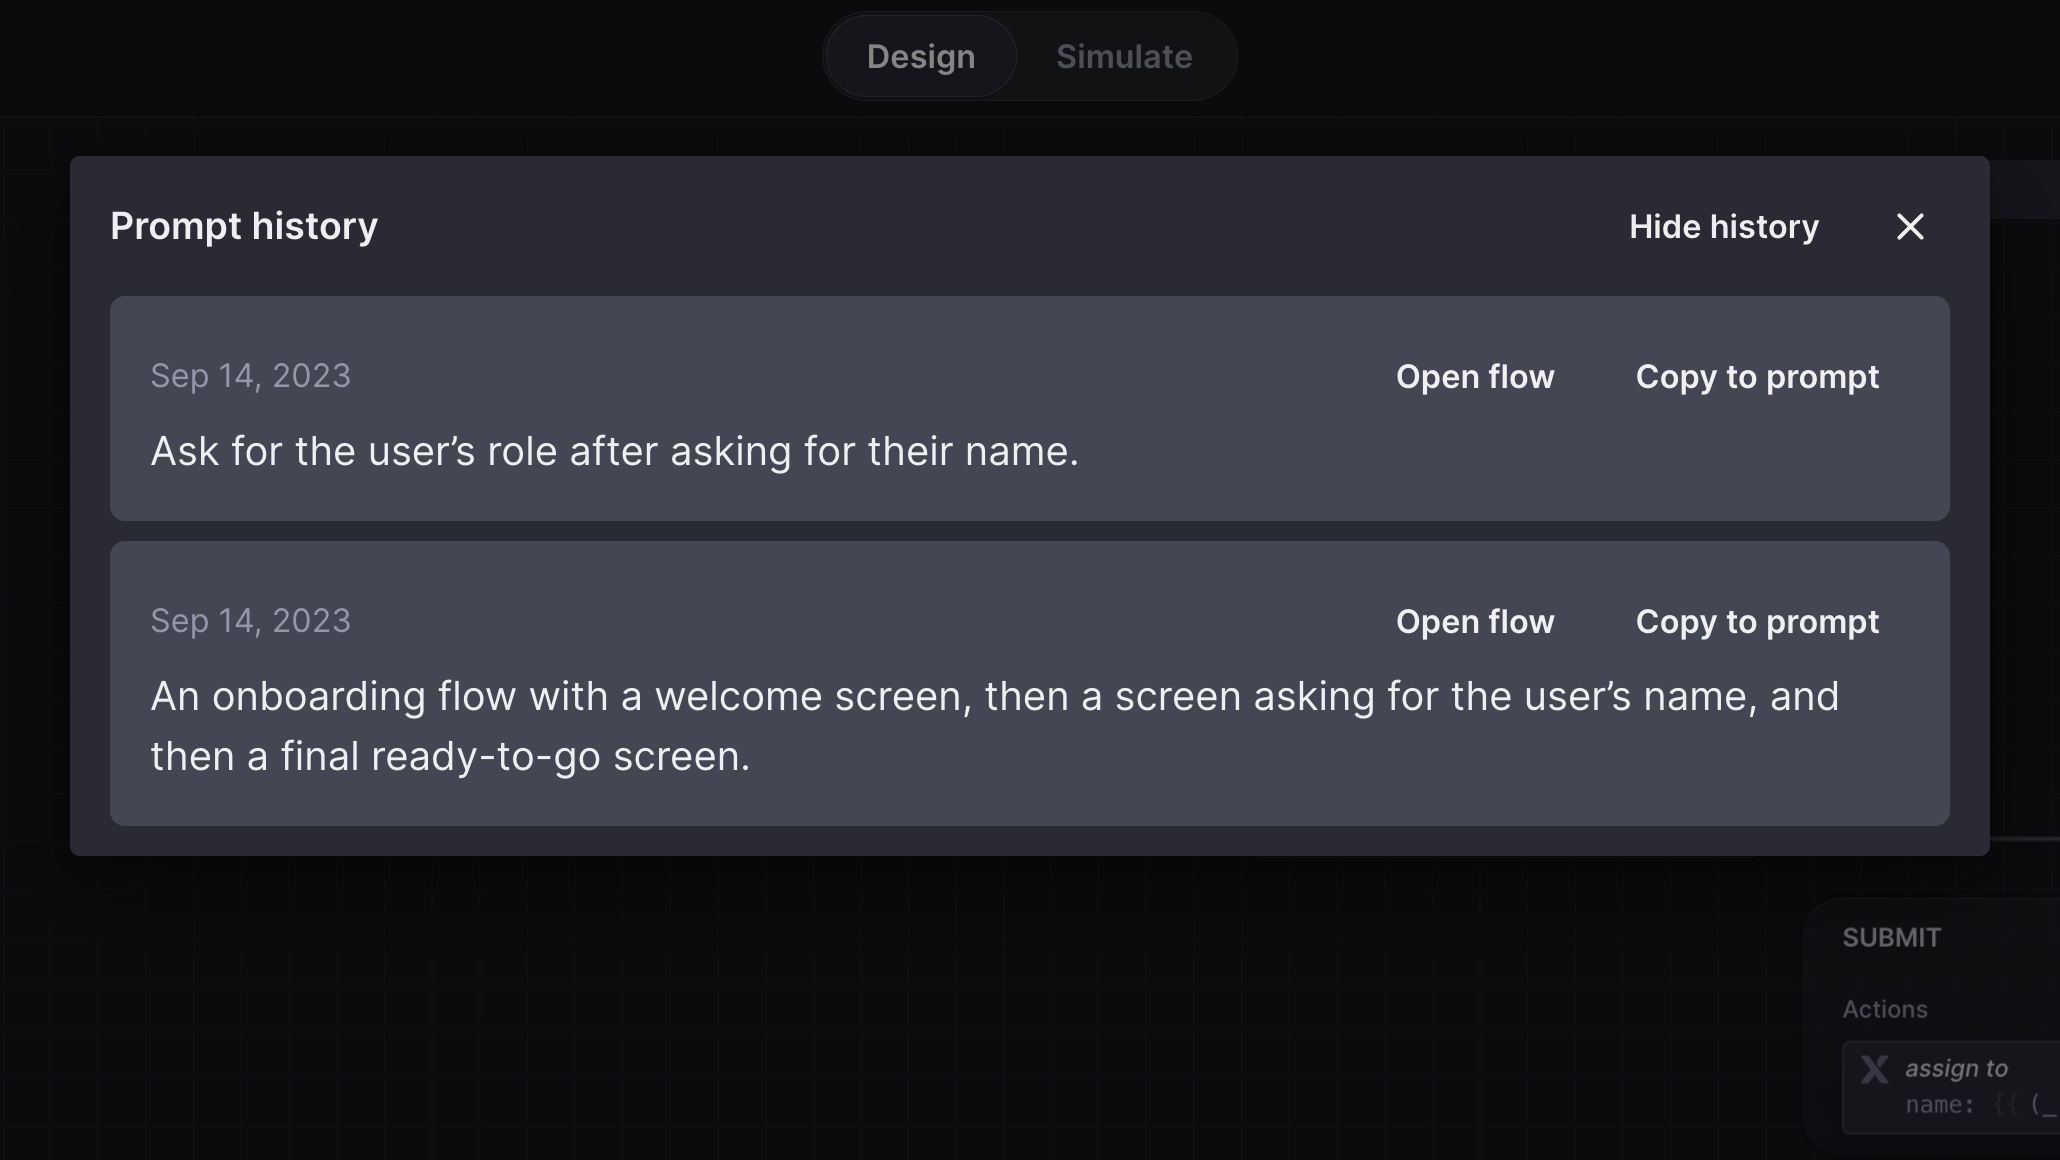 Design
Simulate
Prompt history
Hide history
Sep 14, 2023
Open flow
Copy to prompt
Ask for the user’s role after asking for their name.
Sep 14, 2023
Open flow
Copy to prompt
An onboarding flow with a welcome screen, then a screen asking for the user’s name, and
then a final ready-to-go screen.
SUBMIT
Actions
assign to
name: {{ (_